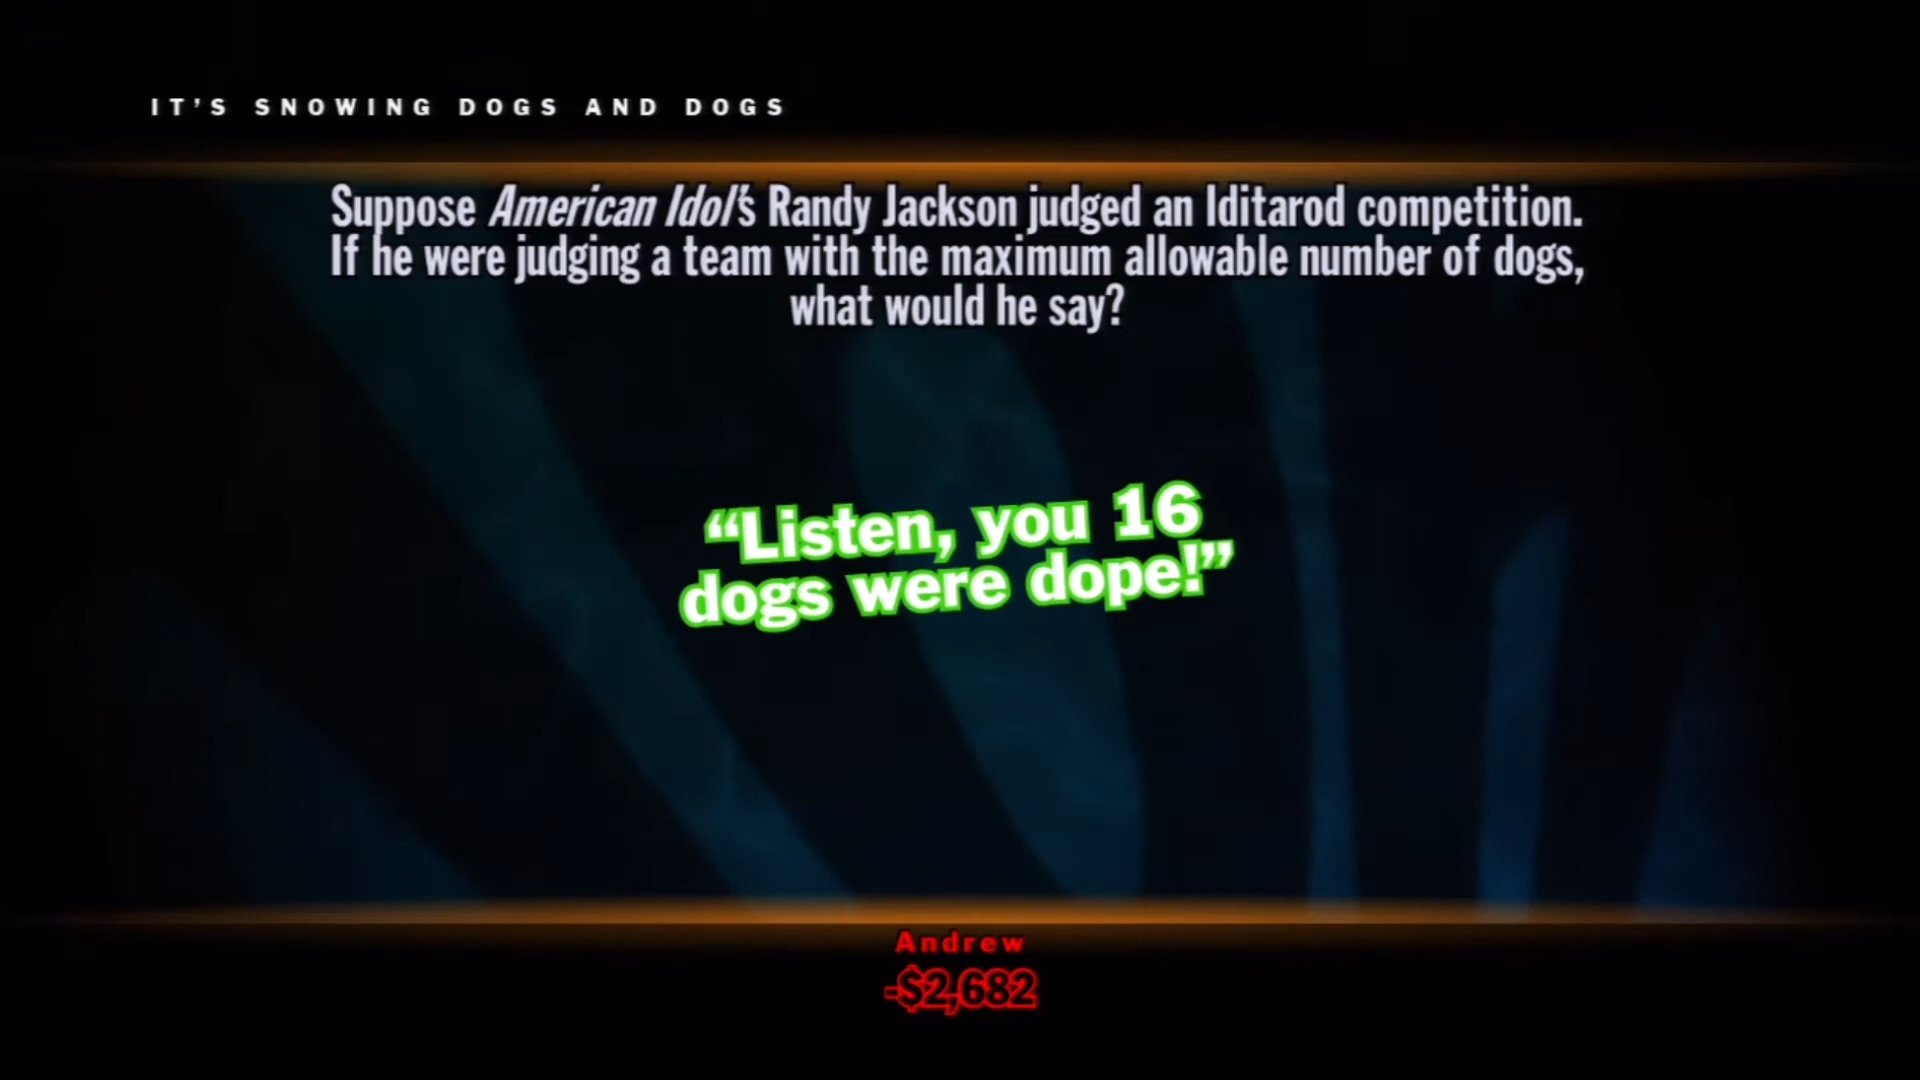 IT'S SNOWING DOGS AND DOGS
Suppose American Idol's Randy Jackson judged an Iditarod competition.
If he were judging a team with the maximum allowable number of dogs,
what would he say?
“Listen, you 16
dogs were dope!”
Andrew
-$2,682